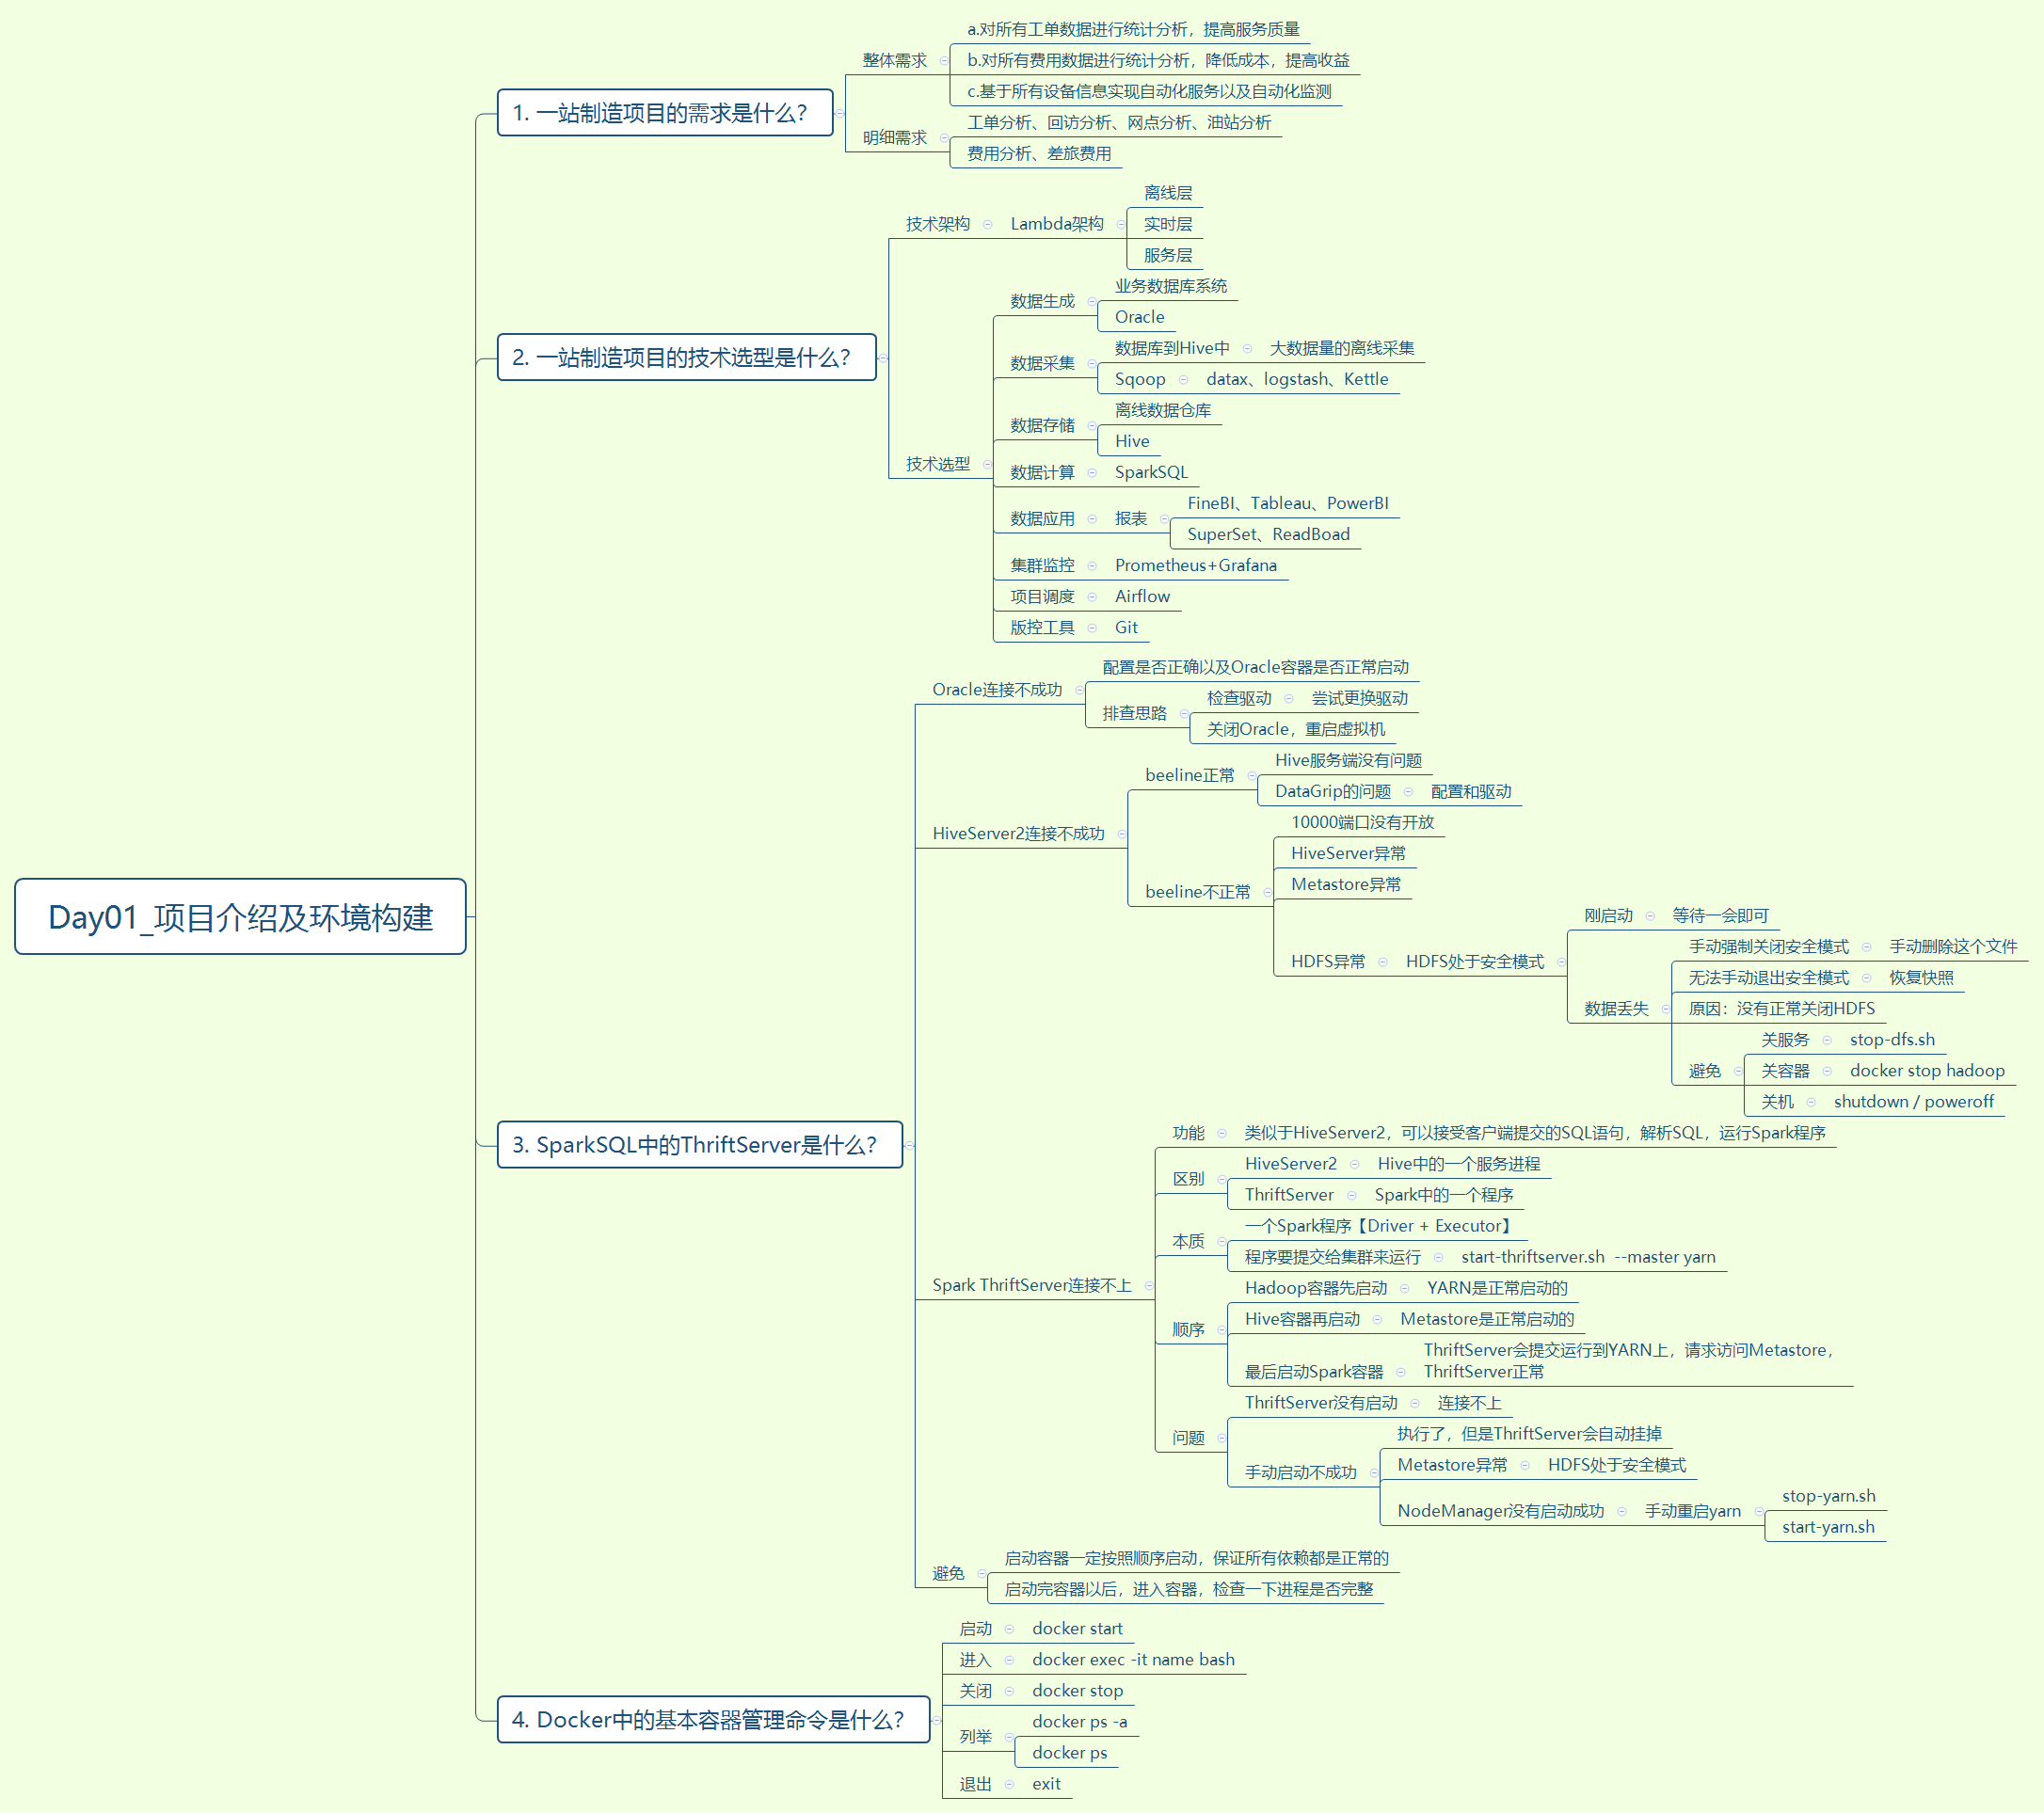 Day01_项目介绍及环境构建
1. 一站制造项目的需求是什么？
整体需求
a.对所有工单数据进行统计分析，提高服务质量
b.对所有费用数据进行统计分析，降低成本，提高收益
c.基于所有设备信息实现自动化服务以及自动化监测
明细需求
工单分析、回访分析、网点分析、油站分析
费用分析、差旅费用
2. 一站制造项目的技术选型是什么？
技术架构
Lambda架构
离线层
实时层
服务层
技术选型
数据生成
业务数据库系统
Oracle
数据采集
数据库到Hive中
大数据量的离线采集
Sqoop
datax、logstash、Kettle
数据存储
离线数据仓库
Hive
数据计算
SparkSQL
数据应用
报表
FineBI、Tableau、PowerBI
SuperSet、ReadBoad
集群监控
Prometheus+Grafana
项目调度
Airflow
版控工具
Git
3. SparkSQL中的ThriftServer是什么？
Oracle连接不成功
配置是否正确以及Oracle容器是否正常启动
排查思路
检查驱动
尝试更换驱动
关闭Oracle，重启虚拟机
HiveServer2连接不成功
beeline正常
Hive服务端没有问题
DataGrip的问题
配置和驱动
beeline不正常
10000端口没有开放
HiveServer异常
Metastore异常
HDFS异常
HDFS处于安全模式
刚启动
等待一会即可
数据丢失
手动强制关闭安全模式
手动删除这个文件
无法手动退出安全模式
恢复快照
原因：没有正常关闭HDFS
避免
关服务
stop-dfs.sh
关容器
docker stop hadoop
关机
shutdown / poweroff
Spark ThriftServer连接不上
功能
类似于HiveServer2，可以接受客户端提交的SQL语句，解析SQL，运行Spark程序
区别
HiveServer2
Hive中的一个服务进程
ThriftServer
Spark中的一个程序
本质
一个Spark程序【Driver + Executor】
程序要提交给集群来运行
start-thriftserver.sh  --master yarn
顺序
Hadoop容器先启动
YARN是正常启动的
Hive容器再启动
Metastore是正常启动的
最后启动Spark容器
ThriftServer会提交运行到YARN上，请求访问Metastore，
ThriftServer正常
问题
ThriftServer没有启动
连接不上
手动启动不成功
执行了，但是ThriftServer会自动挂掉
Metastore异常
HDFS处于安全模式
NodeManager没有启动成功
手动重启yarn
stop-yarn.sh
start-yarn.sh
避免
启动容器一定按照顺序启动，保证所有依赖都是正常的
启动完容器以后，进入容器，检查一下进程是否完整
4. Docker中的基本容器管理命令是什么？
启动
docker start
进入
docker exec -it name bash
关闭
docker stop
列举
docker ps -a
docker ps
退出
exit